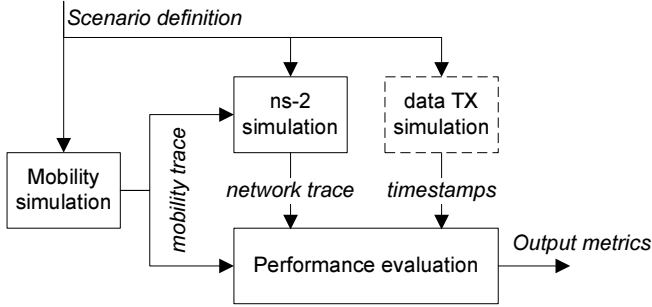 Scenario definition
ns-2
simulation
data TX
simulation
Mobility
simulation
mobility trace
network trace
timestamps
Performance evaluation
Output metrics